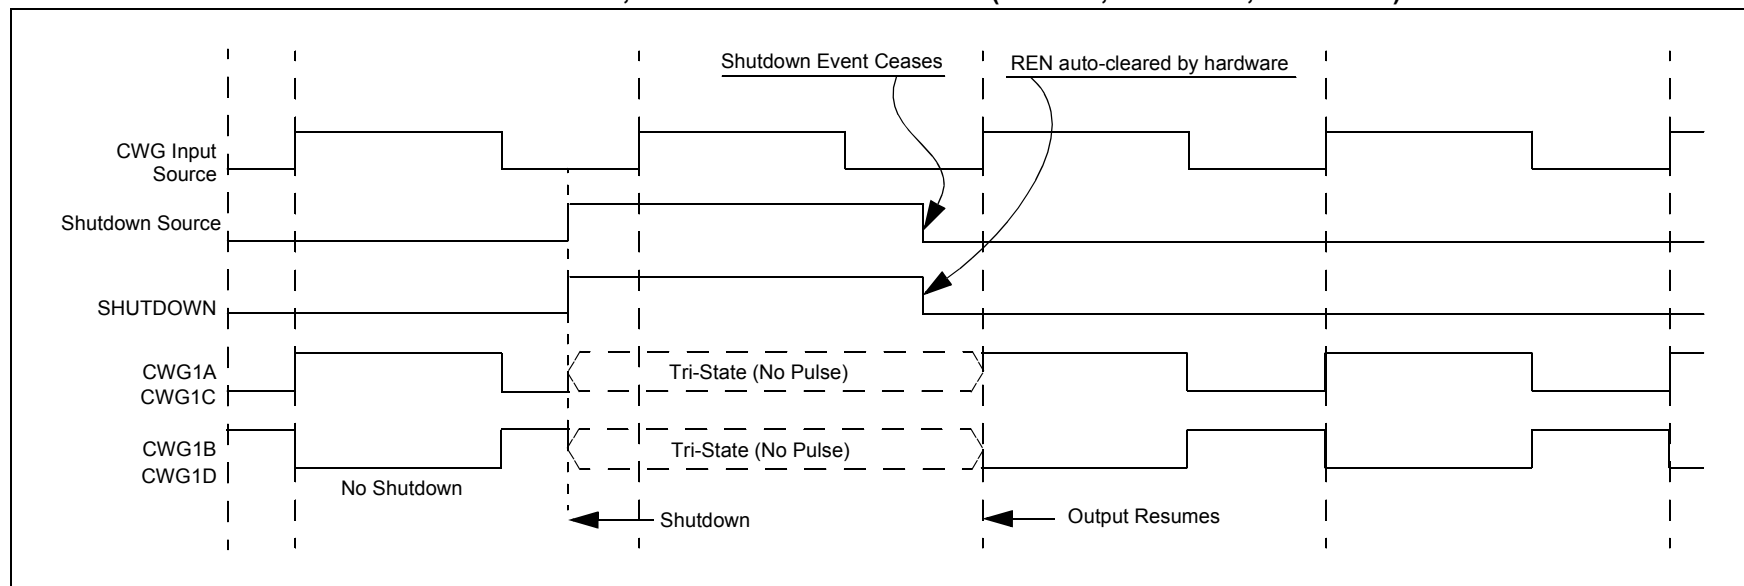 Shutdown Event Ceases
REN auto-cleared by hardware
CWG Input
Source
Shutdown Source
SHUTDOWN
CWG1A
CWG1C
Tri-State (No Pulse)
CWG1B
CWG1D
Tri-State (No Pulse)
No Shutdown
Shutdown
Output Resumes